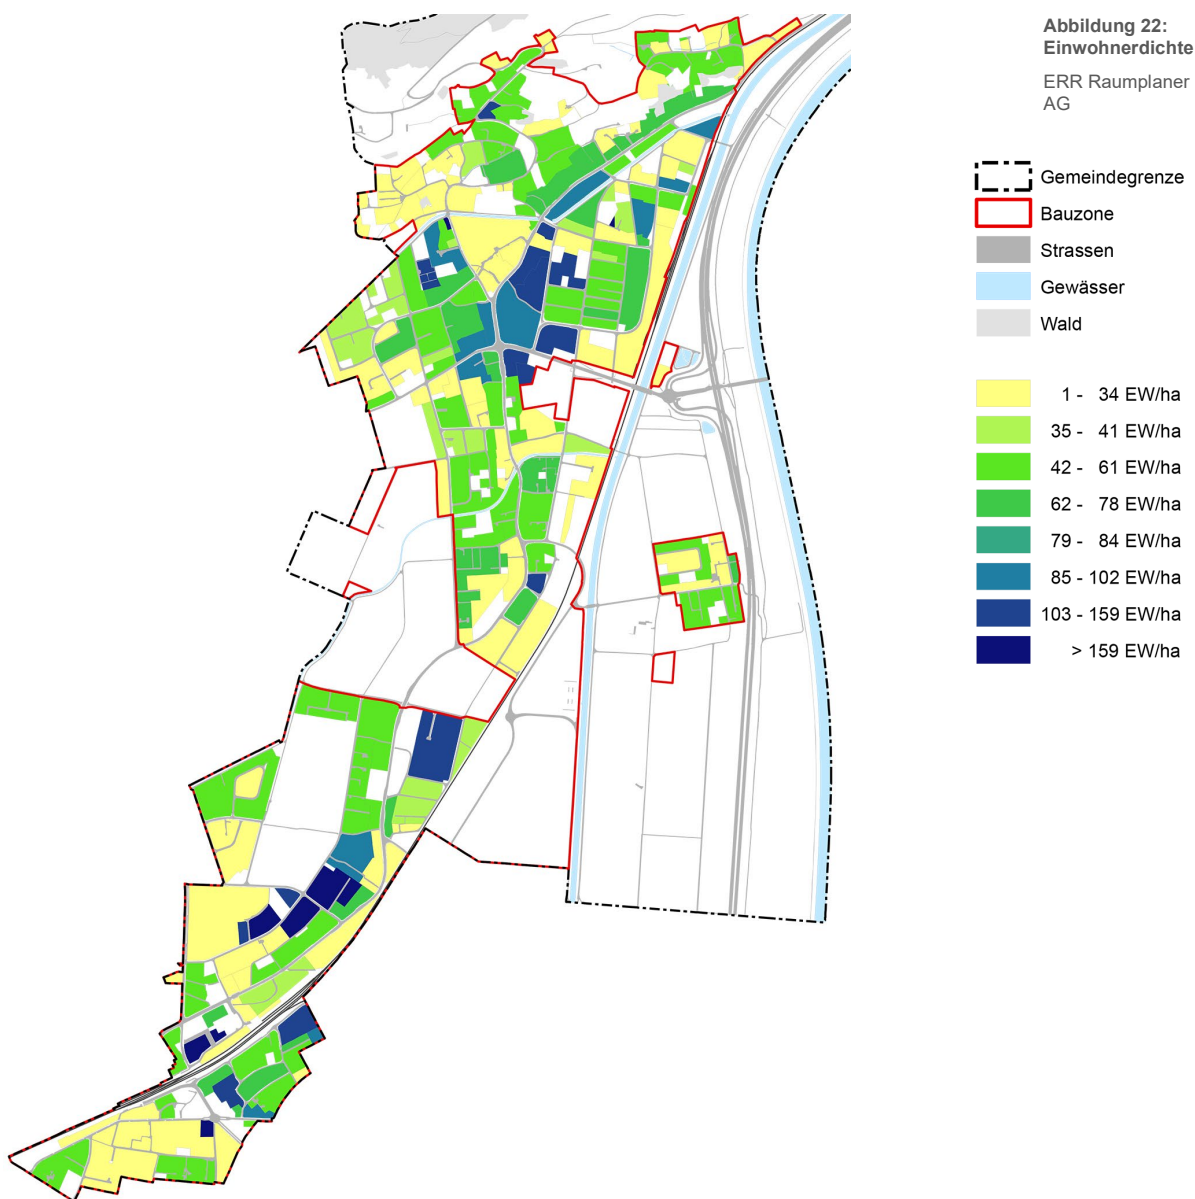 Abbildung 22:
Einwohnerdichte
ERR Raumplaner
AG
Gemeindegrenze
Bauzone
Strassen
Gewässer
Wald
1 - 34 EW/ha
35 - 41 EW/ha
42 - 61 EW/ha
62 - 78 EW/ha
79 - 84 EW/ha
85 - 102 EW/ha
103 - 159 EW/ha
> 159 EW/ha